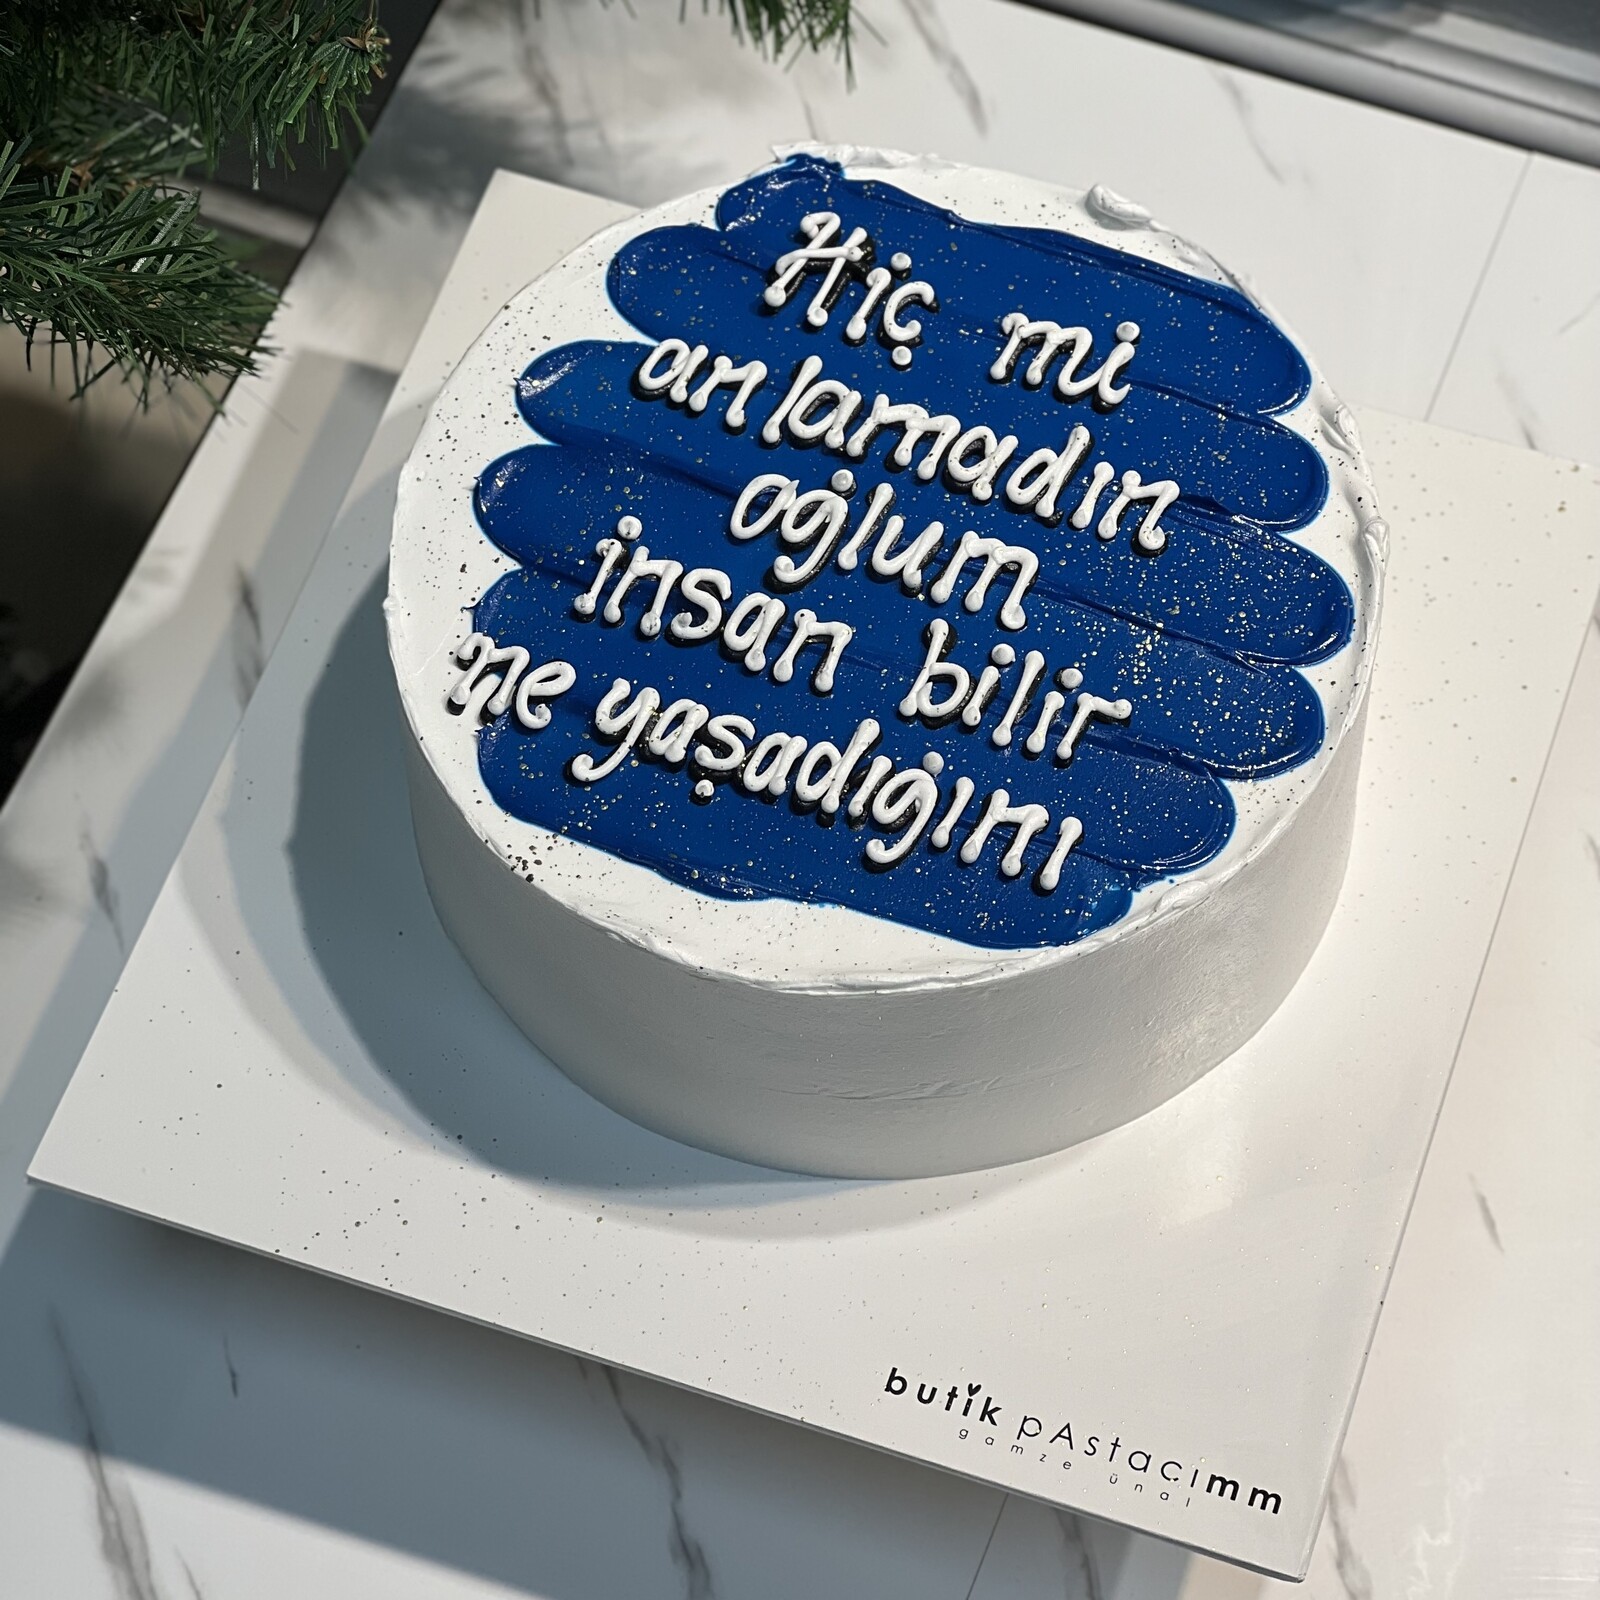 Hiç mi
anlamadın
oğlum
insan bilir
ne yaşadığını
butik pAstacımm
gamze ünal